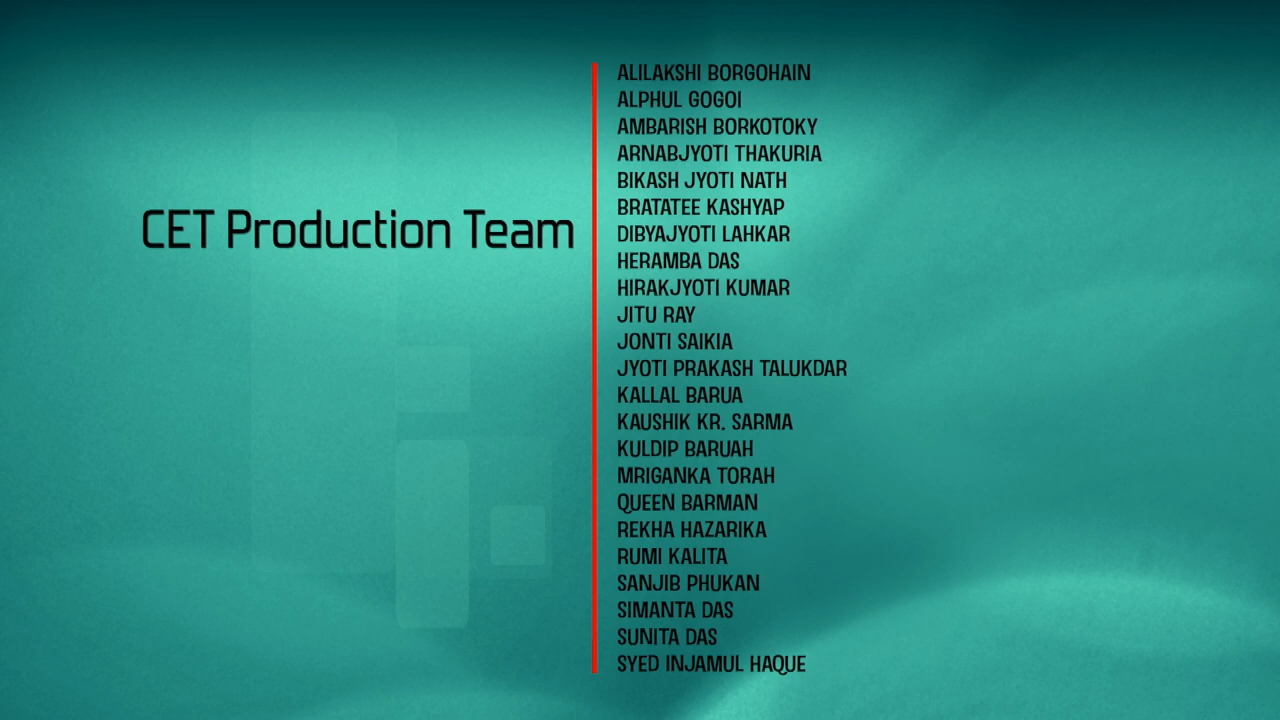 CET Production Team
ALILAKSHI BORGOHAIN
ALPHUL GOGOI
AMBARISH BORKOTOKY
ARNABJYOTI THAKURIA
BIKASH JYOTI NATH
BRATATEE KASHYAP
DIBYAJYOTI LAHKAR
HERAMBA DAS
HIRAKJYOTI KUMAR
JITU RAY
JONTI SAIKIA
JYOTI PRAKASH TALUKDAR
KALLAL BARUA
KAUSHIK KR. SARMA
KULDIP BARUAH
MRIGANKA TORAH
QUEEN BARMAN
REKHA HAZARIKA
RUMI KALITA
SANJIB PHUKAN
SIMANTA DAS
SUNITA DAS
SYED INJAMUL HAQUE